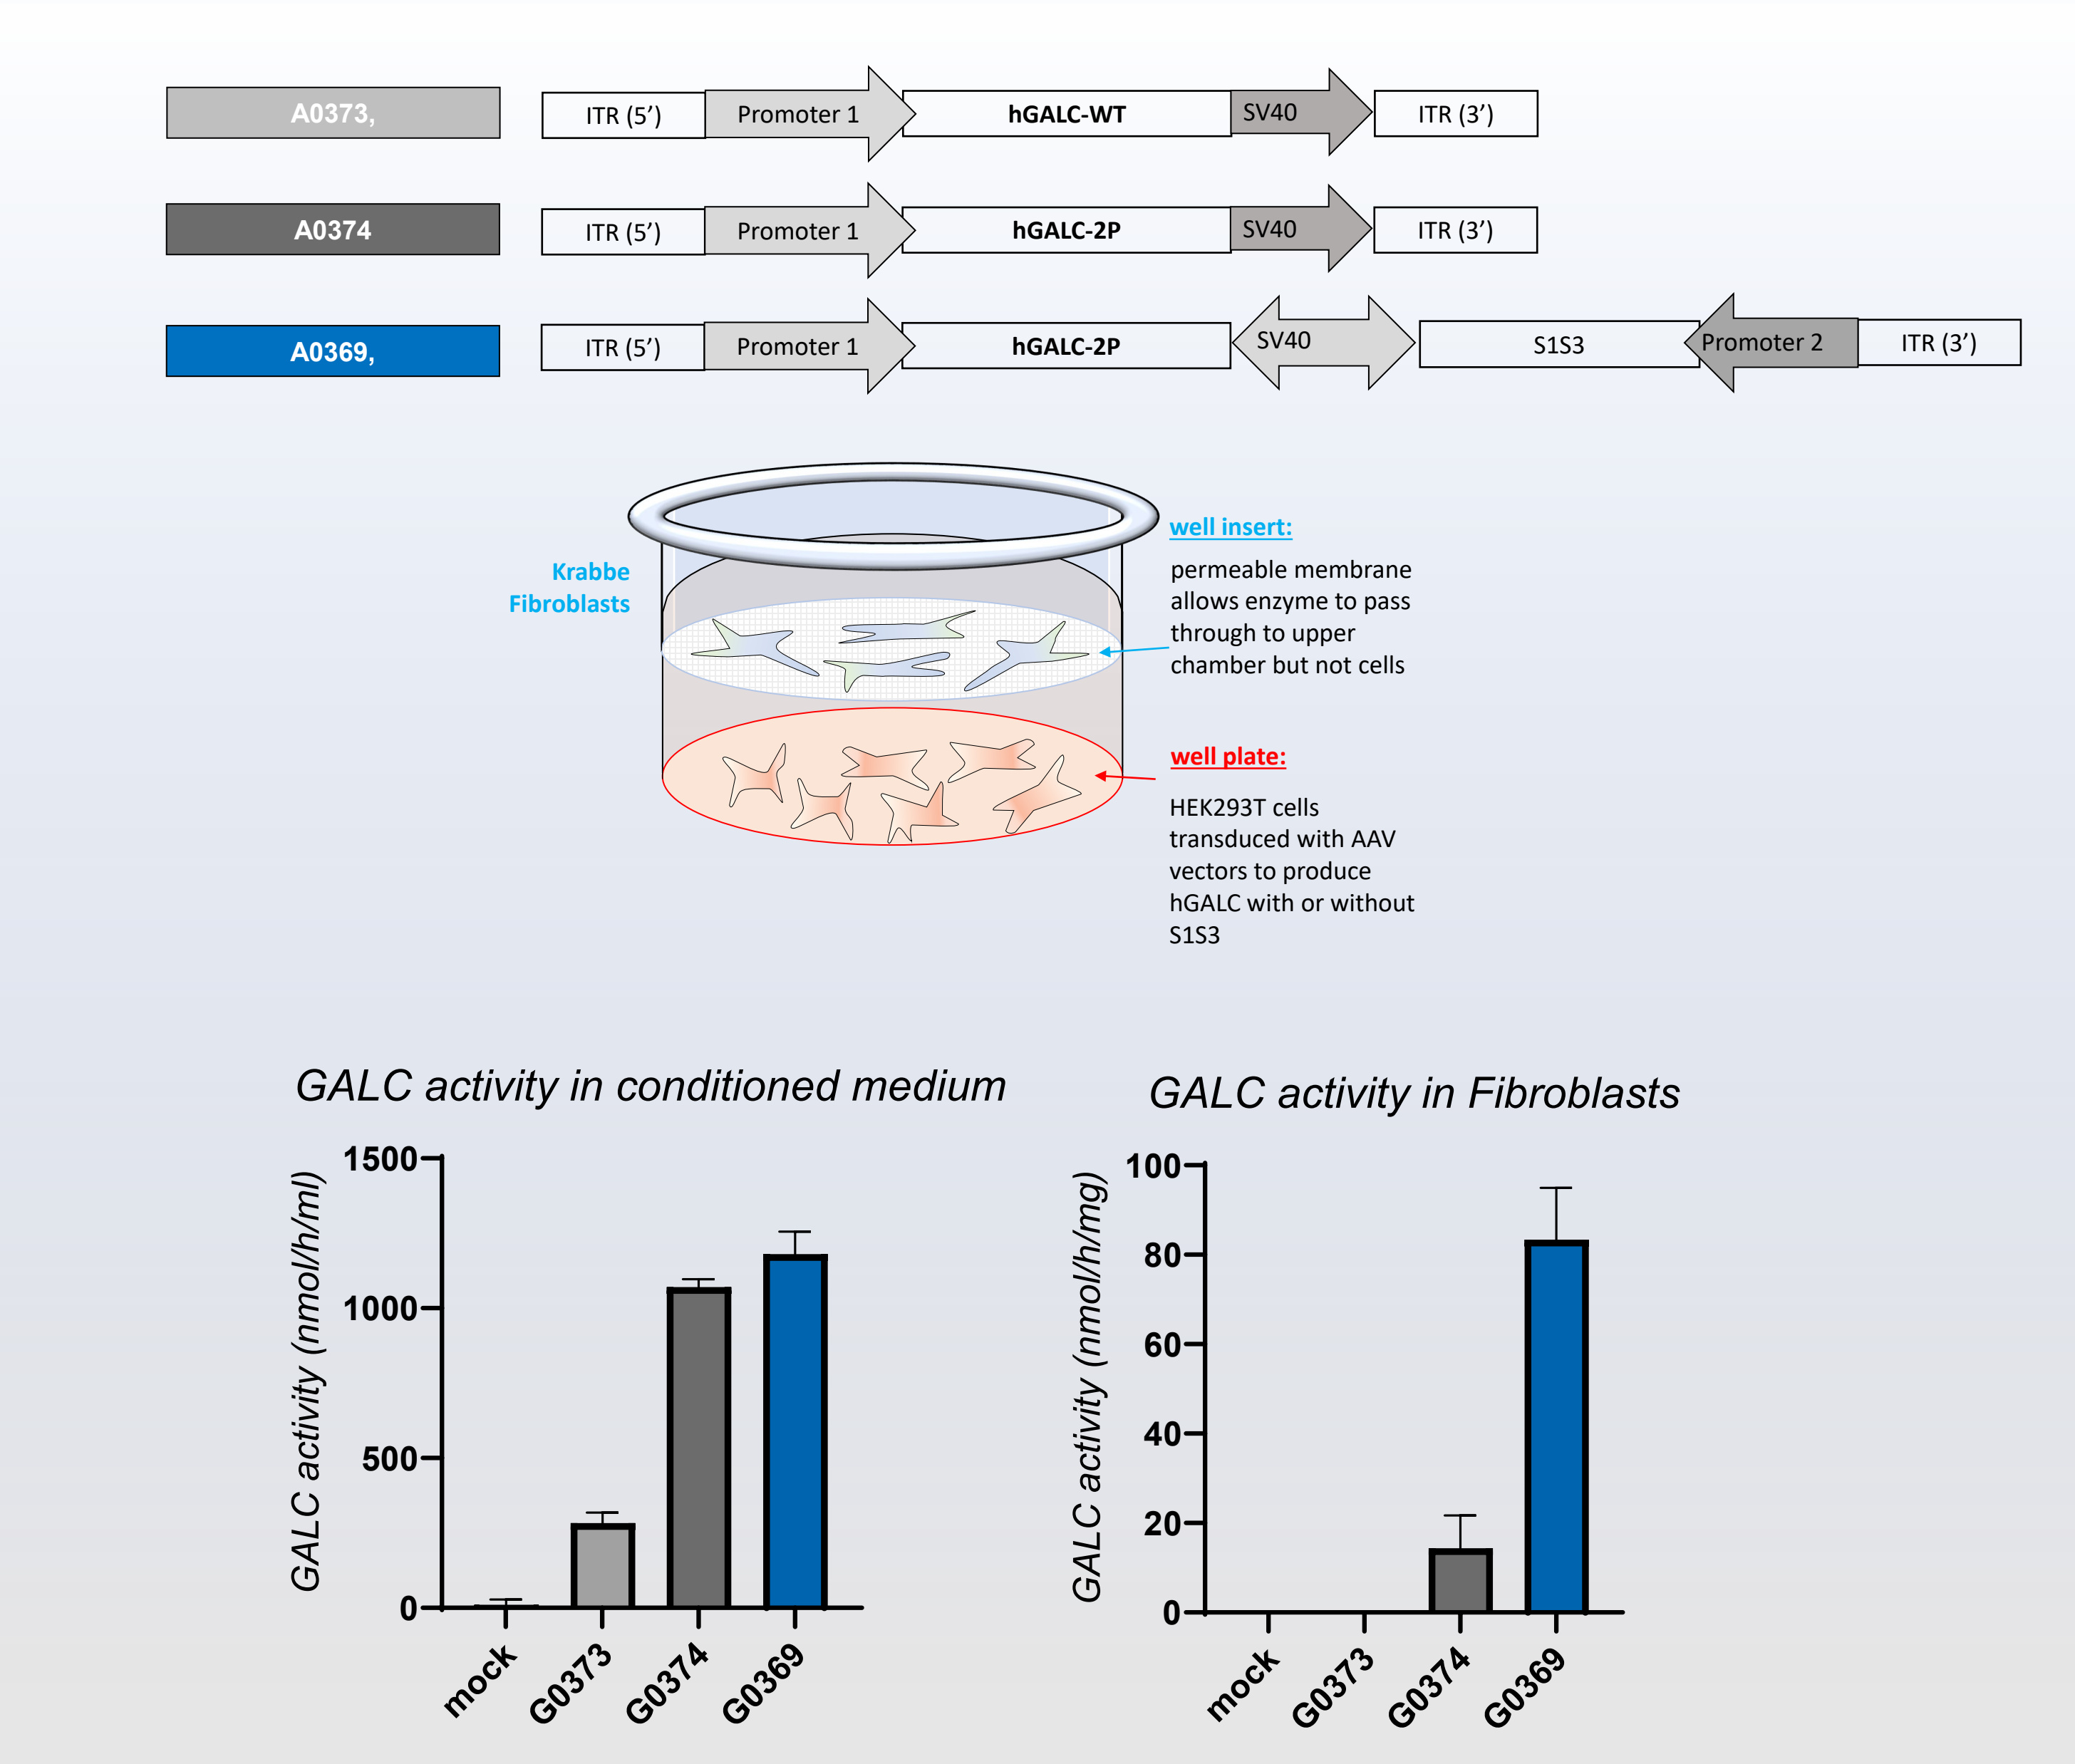 A0373,
ITR (5’)
Promoter 1
hGALC-WT
SV40
ITR (3’)
A0374
ITR (5’)
Promoter 1
hGALC-2P
SV40
ITR (3’)
A0369,
ITR (5’)
Promoter 1
hGALC-2P
SV40
S1S3
Promoter 2
ITR (3’)
Krabbe
Fibroblasts
well insert:
permeable membrane
allows enzyme to pass
through to upper
chamber but not cells
well plate:
HEK293T cells
transduced with AAV
vectors to produce
hGALC with or without
S1S3
GALC activity in conditioned medium
GALC activity (nmol/h/ml)
1500
1000
500
0
mock
G0373
G0374
G0369
GALC activity in Fibroblasts
GALC activity (nmol/h/mg)
100
80
60
40
20
0
mock
G0373
G0374
G0369